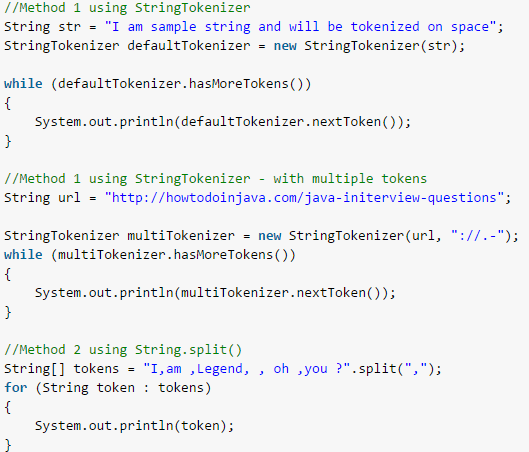 //Method 1 using StringTokenizer
String str = "I am sample string and will be tokenized on space";
StringTokenizer defaultTokenizer = new StringTokenizer(str);

while (defaultTokenizer.hasMoreTokens())
{
    System.out.println(defaultTokenizer.nextToken());
}

//Method 1 using StringTokenizer - with multiple tokens
String url = "http://howtodoinjava.com/java-initerview-questions";

StringTokenizer multiTokenizer = new StringTokenizer(url, "://.-");
while (multiTokenizer.hasMoreTokens())
{
    System.out.println(multiTokenizer.nextToken());
}

//Method 2 using String.split()
String[] tokens = "I,am ,Legend, , oh ,you ?".split(",");
for (String token : tokens)
{
    System.out.println(token);
}